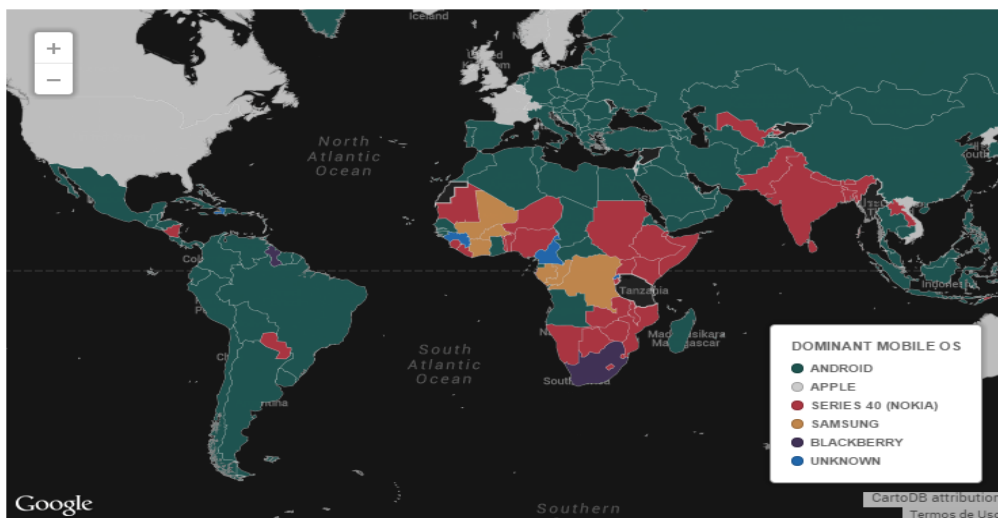 Iceland
+
−
North
Atlantic
Ocean
Tanzania
Indonesia
Madagascar
South
Atlantic
Ocean
DOMINANT MOBILE OS
ANDROID
APPLE
SERIES 40 (NOKIA)
SAMSUNG
BLACKBERRY
UNKNOWN
Google
Southern
CartoDB attribution
Termos de Uso